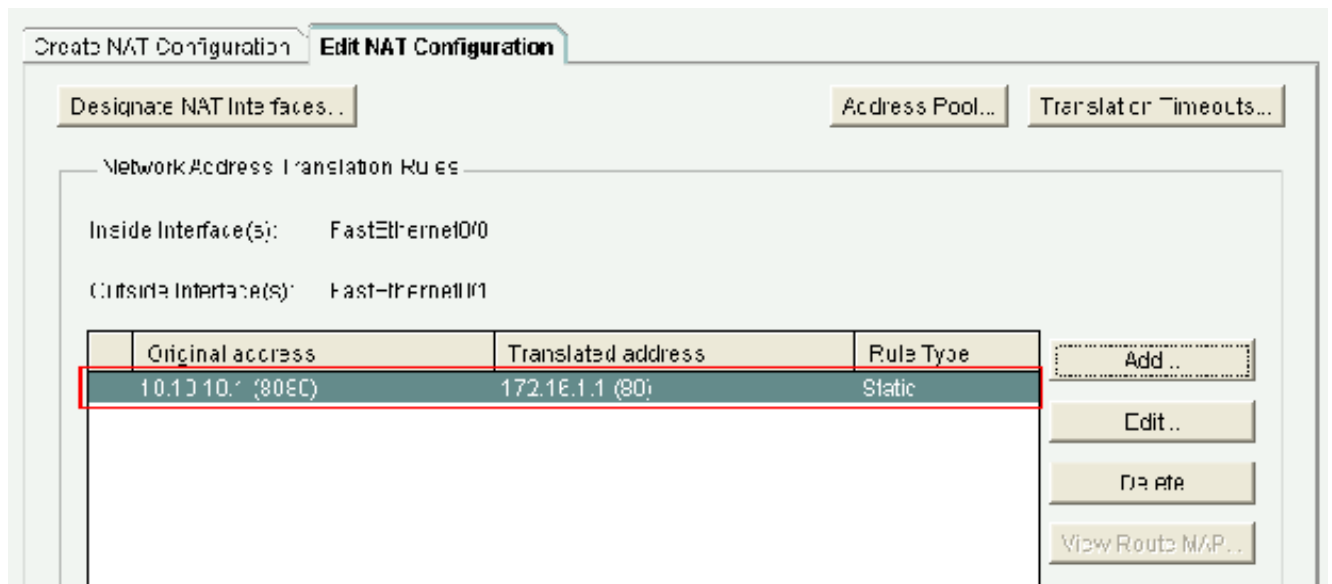 Create NAT Configuration Edit NAT Configuration
Designate NAT Interfaces... Address Pool... Translation Timeouts...
Network Address Translation Rules
Inside Interface(s): FastEthernet0/0
Outside Interface(s): FastEthernet0/1
Original address Translated address Rule Type
10.10.10.1 (8080) 172.16.1.1 (80) Static
Add...
Edit...
Delete
View Route MAP...